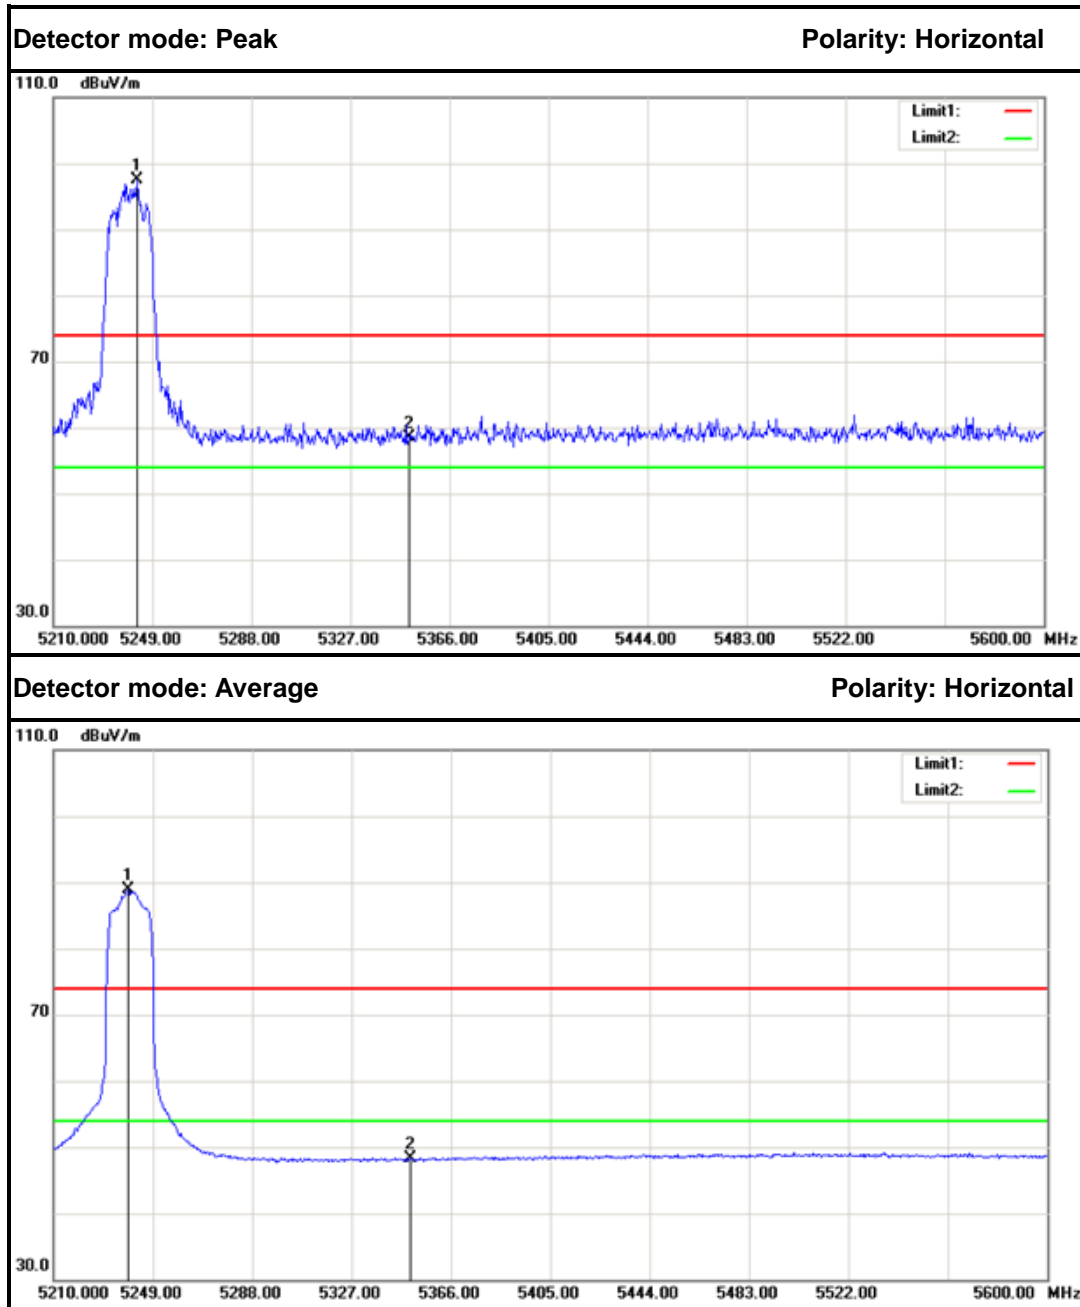 Detector mode: Peak Polarity: Horizontal
110.0 dBuV/m
Limit1:
Limit2:
1
70
2
30.0
5210.000 5249.00 5288.00 5327.00 5366.00 5405.00 5444.00 5483.00 5522.00 5600.00 MHz
Detector mode: Average Polarity: Horizontal
110.0 dBuV/m
Limit1:
Limit2:
1
70
2
30.0
5210.000 5249.00 5288.00 5327.00 5366.00 5405.00 5444.00 5483.00 5522.00 5600.00 MHz